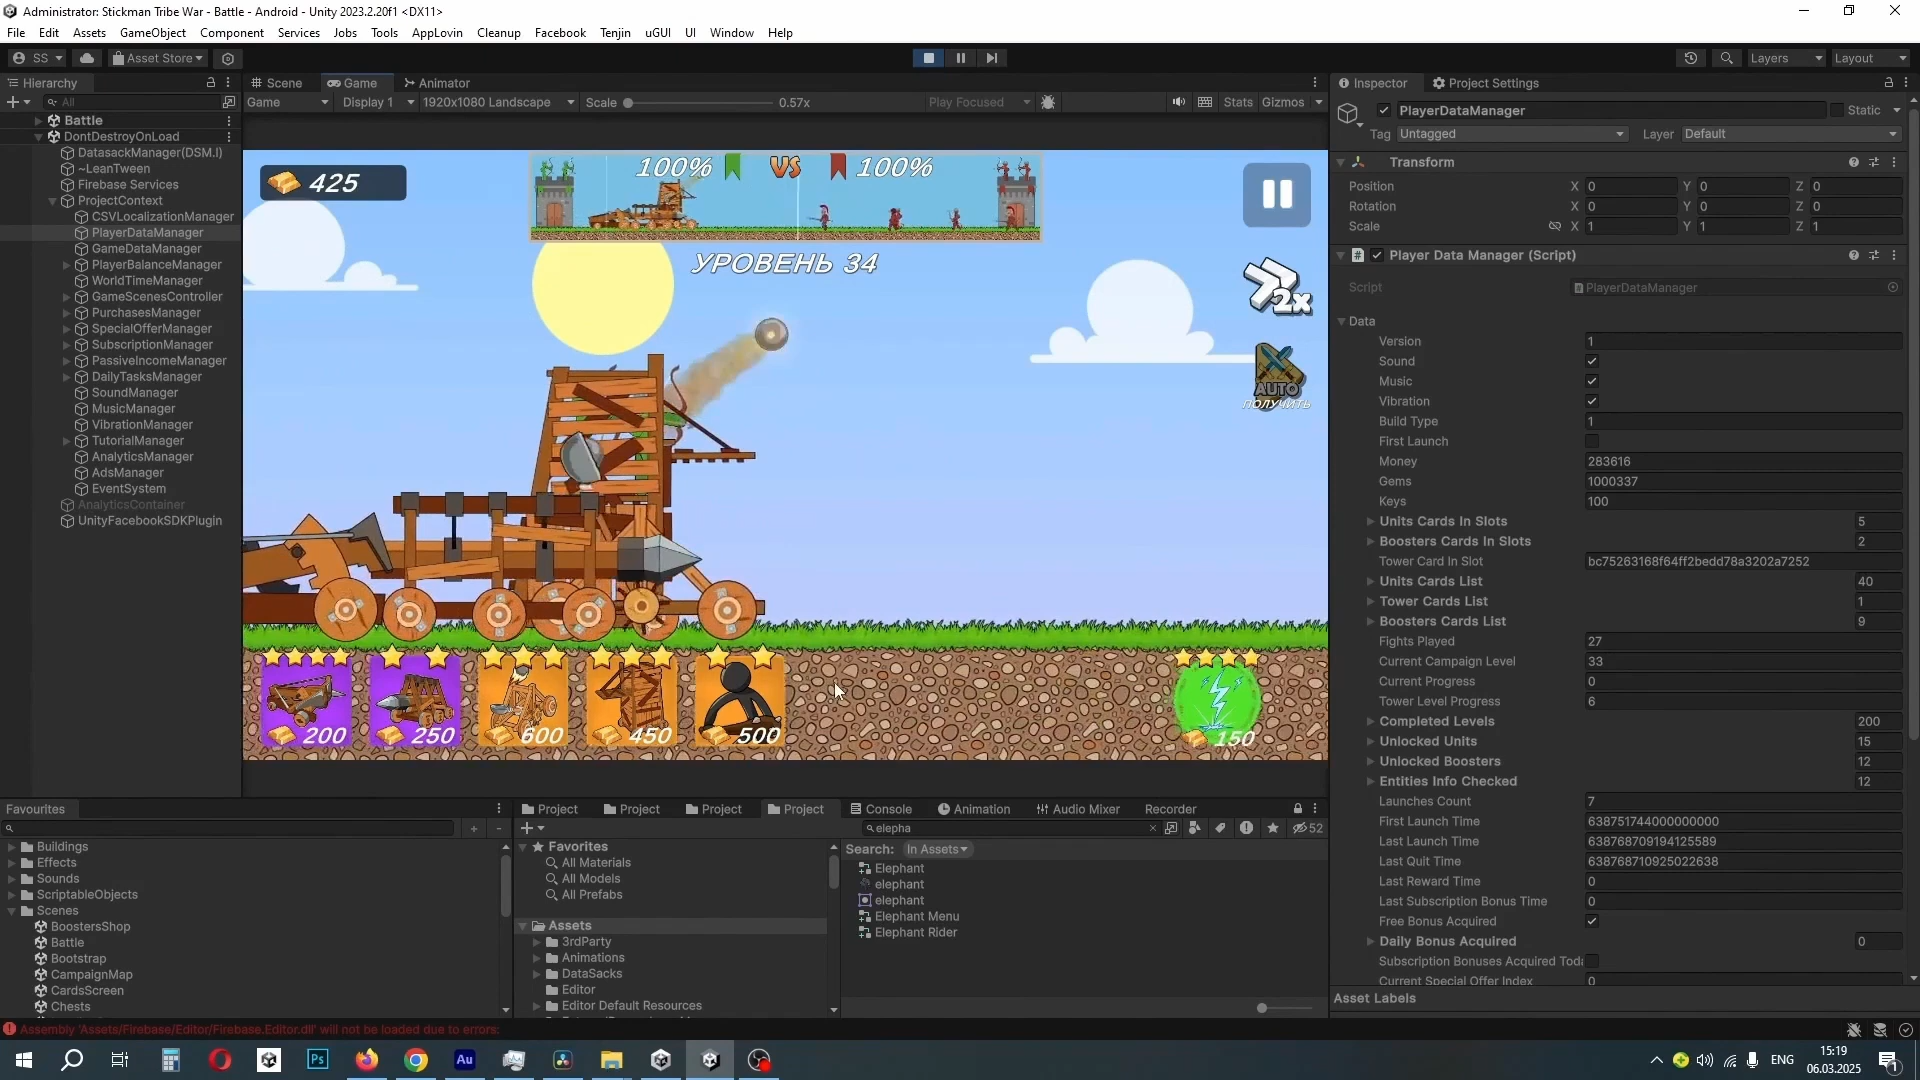 Administrator: Stickman Tribe War - Battle - Android - Unity 2023.2.20f1 <DX11>
File Edit Assets GameObject Component Services Jobs Tools AppLovin Cleanup Facebook Tenjin uGUI UI Window Help
SS Asset Store Layers Layout
Hierarchy
All
Battle
DontDestroyOnLoad
DatasackManager(DSM.I)
~LeanTween
Firebase Services
ProjectContext
CSVLocalizationManager
PlayerDataManager
GameDataManager
PlayerBalanceManager
WorldTimeManager
GameScenesController
PurchasesManager
SpecialOfferManager
SubscriptionManager
PassiveIncomeManager
DailyTasksManager
SoundManager
MusicManager
VibrationManager
TutorialManager
AnalyticsManager
AdsManager
EventSystem
AnalyticsContainer
UnityFacebookSDKPlugin
Scene Game Animator
Game Display 1 1920x1080 Landscape Scale 0.57x Play Focused Stats Gizmos
425
100% VS 100%
УРОВЕНЬ 34
2x
AUTO
ПОЛУЧИТЬ
200 250 600 450 500 150
Inspector Project Settings
PlayerDataManager Static
Tag Untagged Layer Default
Transform
Position X 0 Y 0 Z 0
Rotation X 0 Y 0 Z 0
Scale X 1 Y 1 Z 1
# Player Data Manager (Script)
Script PlayerDataManager
Data
Version 1
Sound
Music
Vibration
Build Type 1
First Launch
Money 283616
Gems 1000337
Keys 100
Units Cards In Slots 5
Boosters Cards In Slots 2
Tower Card In Slot bc75263168f64ff2bedd78a3202a7252
Units Cards List 40
Tower Cards List 1
Boosters Cards List 9
Fights Played 27
Current Campaign Level 33
Current Progress 0
Tower Level Progress 6
Completed Levels 200
Unlocked Units 15
Unlocked Boosters 12
Entities Info Checked 12
Launches Count 7
First Launch Time 638751744000000000
Last Launch Time 638768709194125589
Last Quit Time 638768710925022638
Last Reward Time 0
Last Subscription Bonus Time 0
Free Bonus Acquired
Daily Bonus Acquired 0
Subscription Bonuses Acquired Toda
Current Special Offer Index 0
Asset Labels
Favourites
Buildings
Effects
Sounds
ScriptableObjects
Scenes
BoostersShop
Battle
Bootstrap
CampaignMap
CardsScreen
Chests
Project Project Project Project Console Animation Audio Mixer Recorder
elepha 52
Favorites
All Materials
All Models
All Prefabs
Assets
3rdParty
Animations
DataSacks
Editor
Editor Default Resources
Search: In Assets
Elephant
elephant
elephant
Elephant Menu
Elephant Rider
Assembly 'Assets/Firebase/Editor/Firebase.Editor.dll' will not be loaded due to errors:
Ps Au ENG 15:19
06.03.2025
1